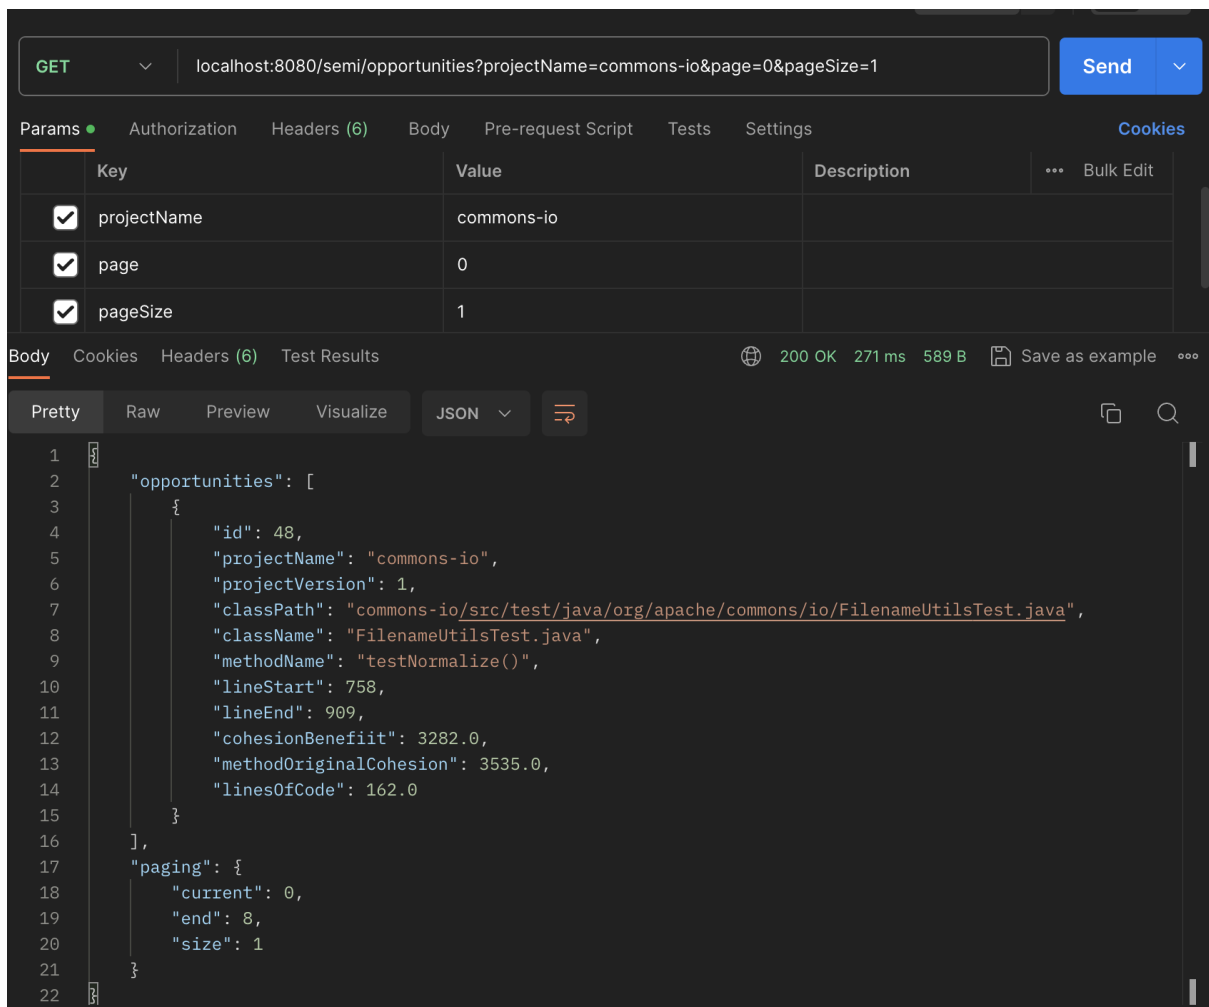 GET localhost:8080/semi/opportunities?projectName=commons-io&page=0&pageSize=1 Send
Params Authorization Headers (6) Body Pre-request Script Tests Settings Cookies
Key Value Description Bulk Edit
projectName commons-io
page 0
pageSize 1
Body Cookies Headers (6) Test Results 200 OK 271 ms 589 B Save as example
Pretty Raw Preview Visualize JSON
1 {
2 "opportunities": [
3 {
4 "id": 48,
5 "projectName": "commons-io",
6 "projectVersion": 1,
7 "classPath": "commons-io/src/test/java/org/apache/commons/io/FilenameUtilsTest.java",
8 "className": "FilenameUtilsTest.java",
9 "methodName": "testNormalize()",
10 "lineStart": 758,
11 "lineEnd": 909,
12 "cohesionBenefiit": 3282.0,
13 "methodOriginalCohesion": 3535.0,
14 "linesOfCode": 162.0
15 }
16 ],
17 "paging": {
18 "current": 0,
19 "end": 8,
20 "size": 1
21 }
22 }